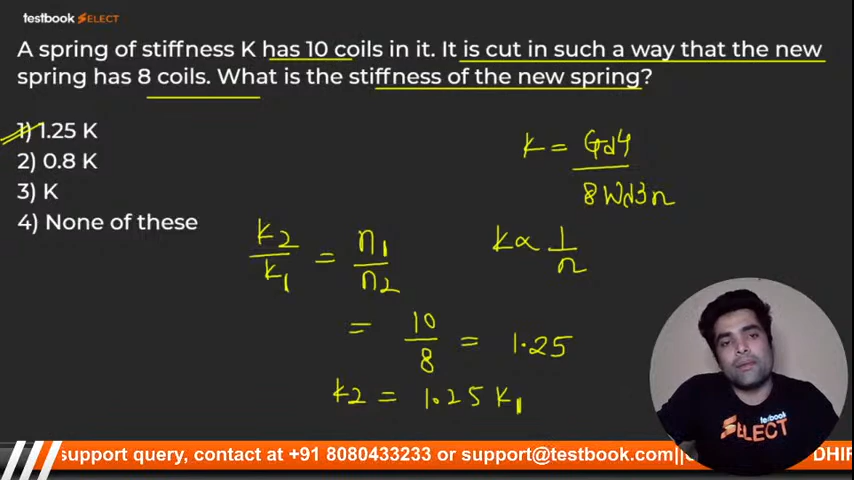 testbook SELECT
A spring of stiffness K has 10 coils in it. It is cut in such a way that the new
spring has 8 coils. What is the stiffness of the new spring?
1) 1.25 K
2) 0.8 K
3) K
4) None of these
K = Gd4
8Wd3n
K2/K1 = n1/n2
K ∝ 1/n
= 10/8 = 1.25
K2 = 1.25 K1
testbook
SELECT
support query, contact at +91 8080433233 or support@testbook.com||
DHIF